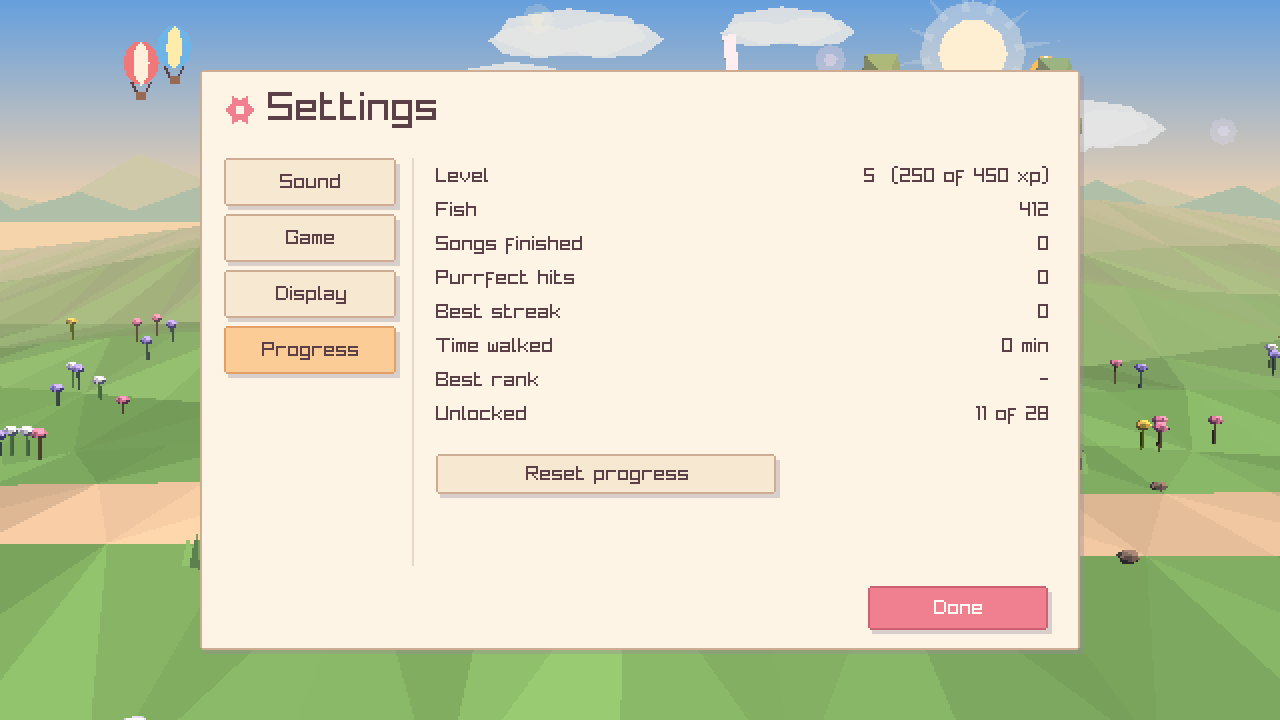 Settings
Sound
Game
Display
Progress
Level 5 (250 of 450 xp)
Fish 412
Songs finished 0
Purrfect hits 0
Best streak 0
Time walked 0 min
Best rank -
Unlocked 11 of 28
Reset progress
Done